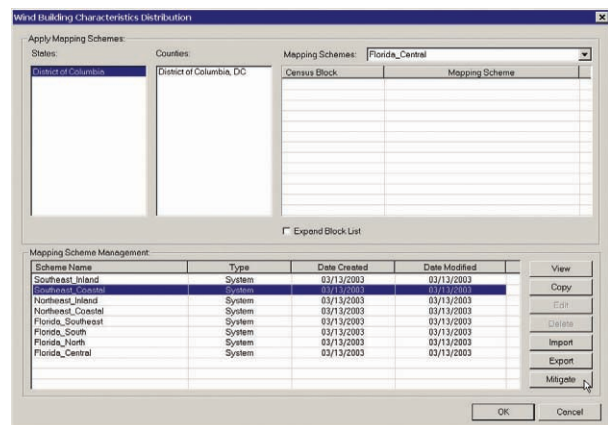 Wind Building Characteristics Distribution
Apply Mapping Schemes:
States:
Counties:
Mapping Schemes:
Florida_Central
District of Columbia
District of Columbia, DC
Census Block
Mapping Scheme
Expand Block List
Mapping Scheme Management
Scheme Name Type Date Created Date Modified
Southeast_Inland System 03/13/2003 03/13/2003
Southeast_Coastal System 03/13/2003 03/13/2003
Northeast_Inland System 03/13/2003 03/13/2003
Northeast_Coastal System 03/13/2003 03/13/2003
Florida_Southeast System 03/13/2003 03/13/2003
Florida_South System 03/13/2003 03/13/2003
Florida_North System 03/13/2003 03/13/2003
Florida_Central System 03/13/2003 03/13/2003
View
Copy
Edit
Delete
Import
Export
Mitigate
OK
Cancel